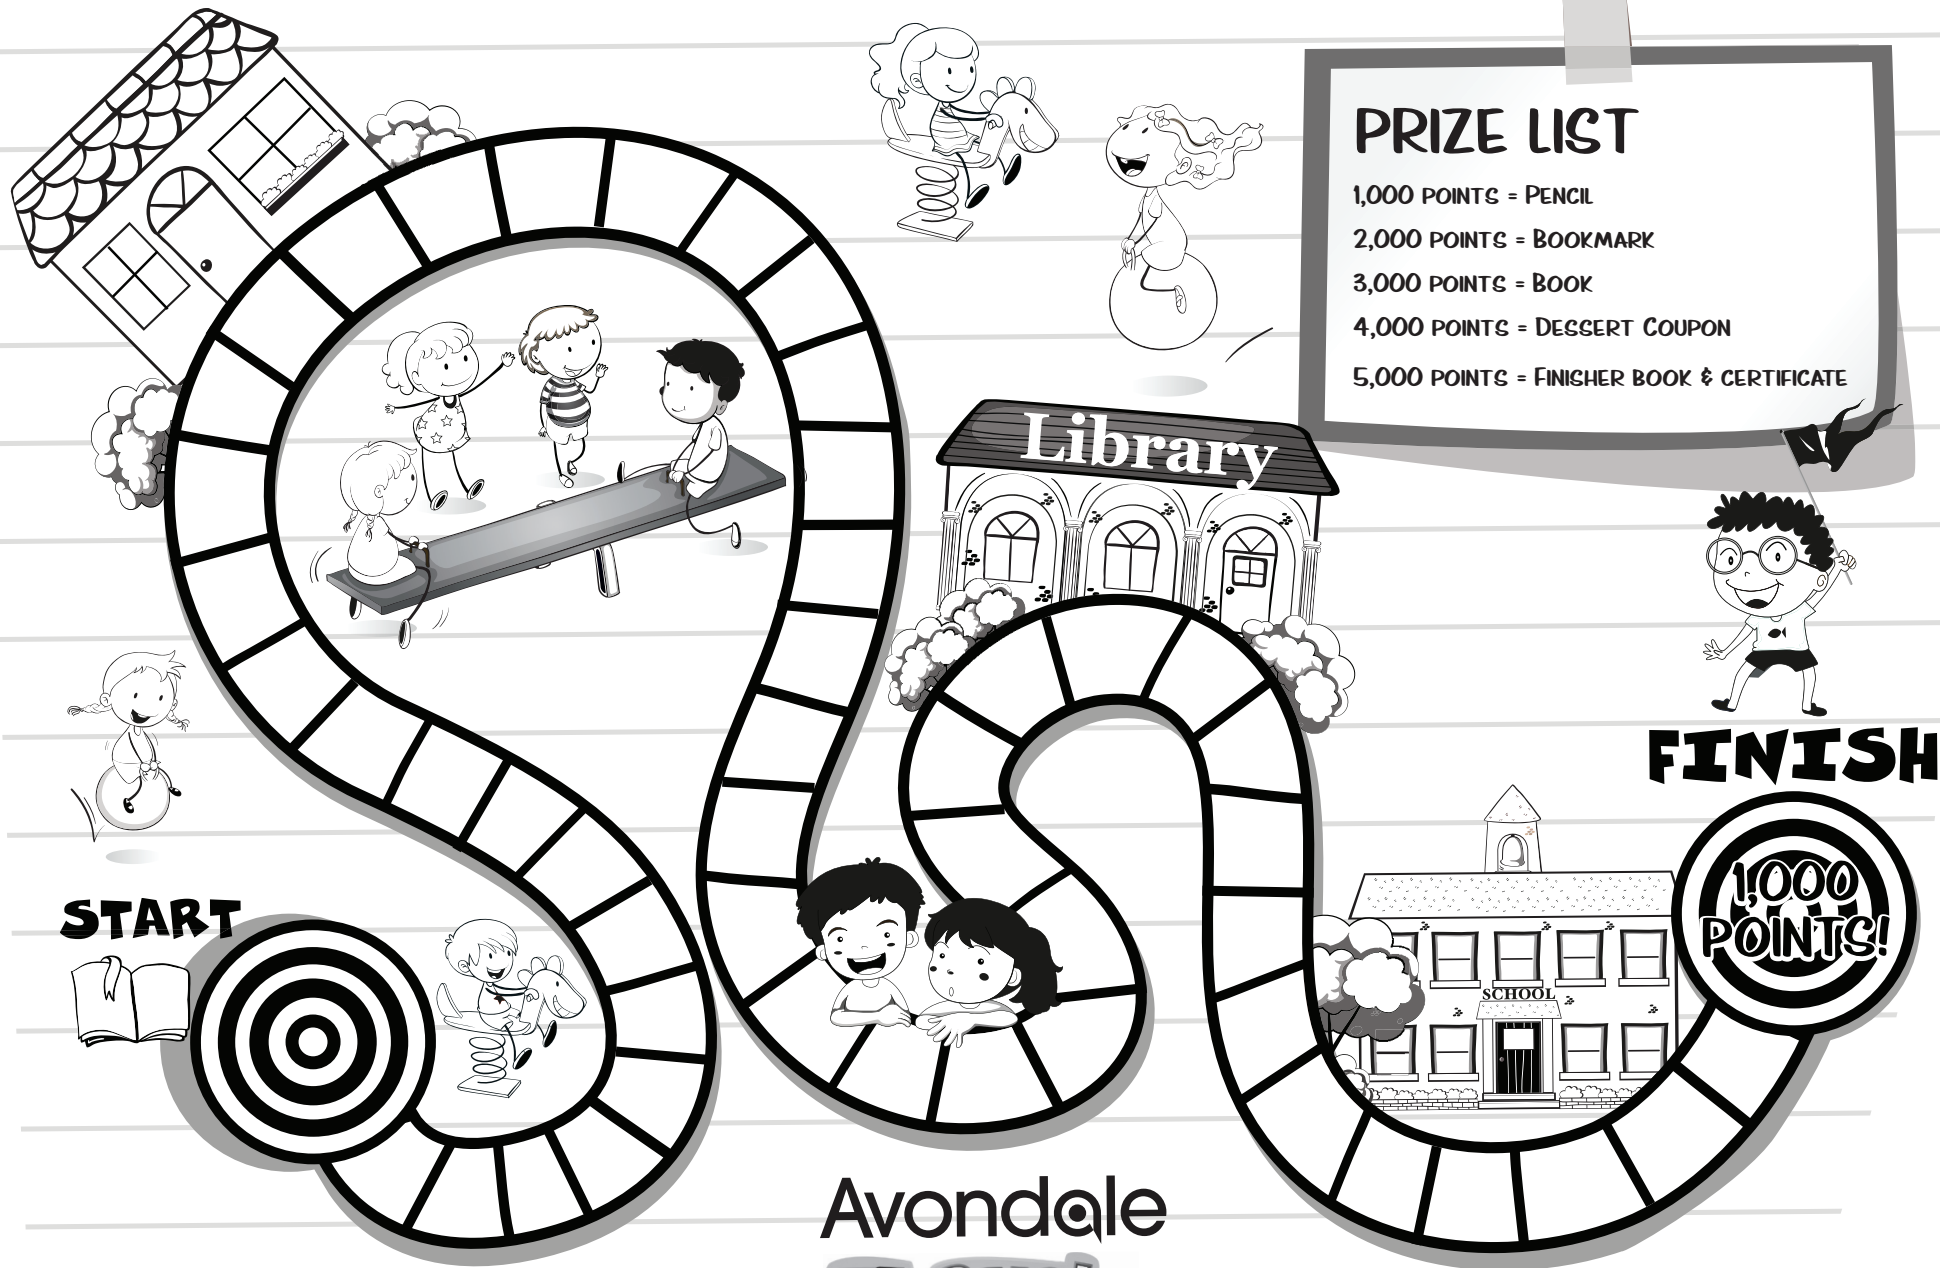 PRIZE LIST
1,000 POINTS = PENCIL
2,000 POINTS = BOOKMARK
3,000 POINTS = BOOK
4,000 POINTS = DESSERT COUPON
5,000 POINTS = FINISHER BOOK & CERTIFICATE
Library
FINISH
1,000
POINTS!
START
SCHOOL
Avondale